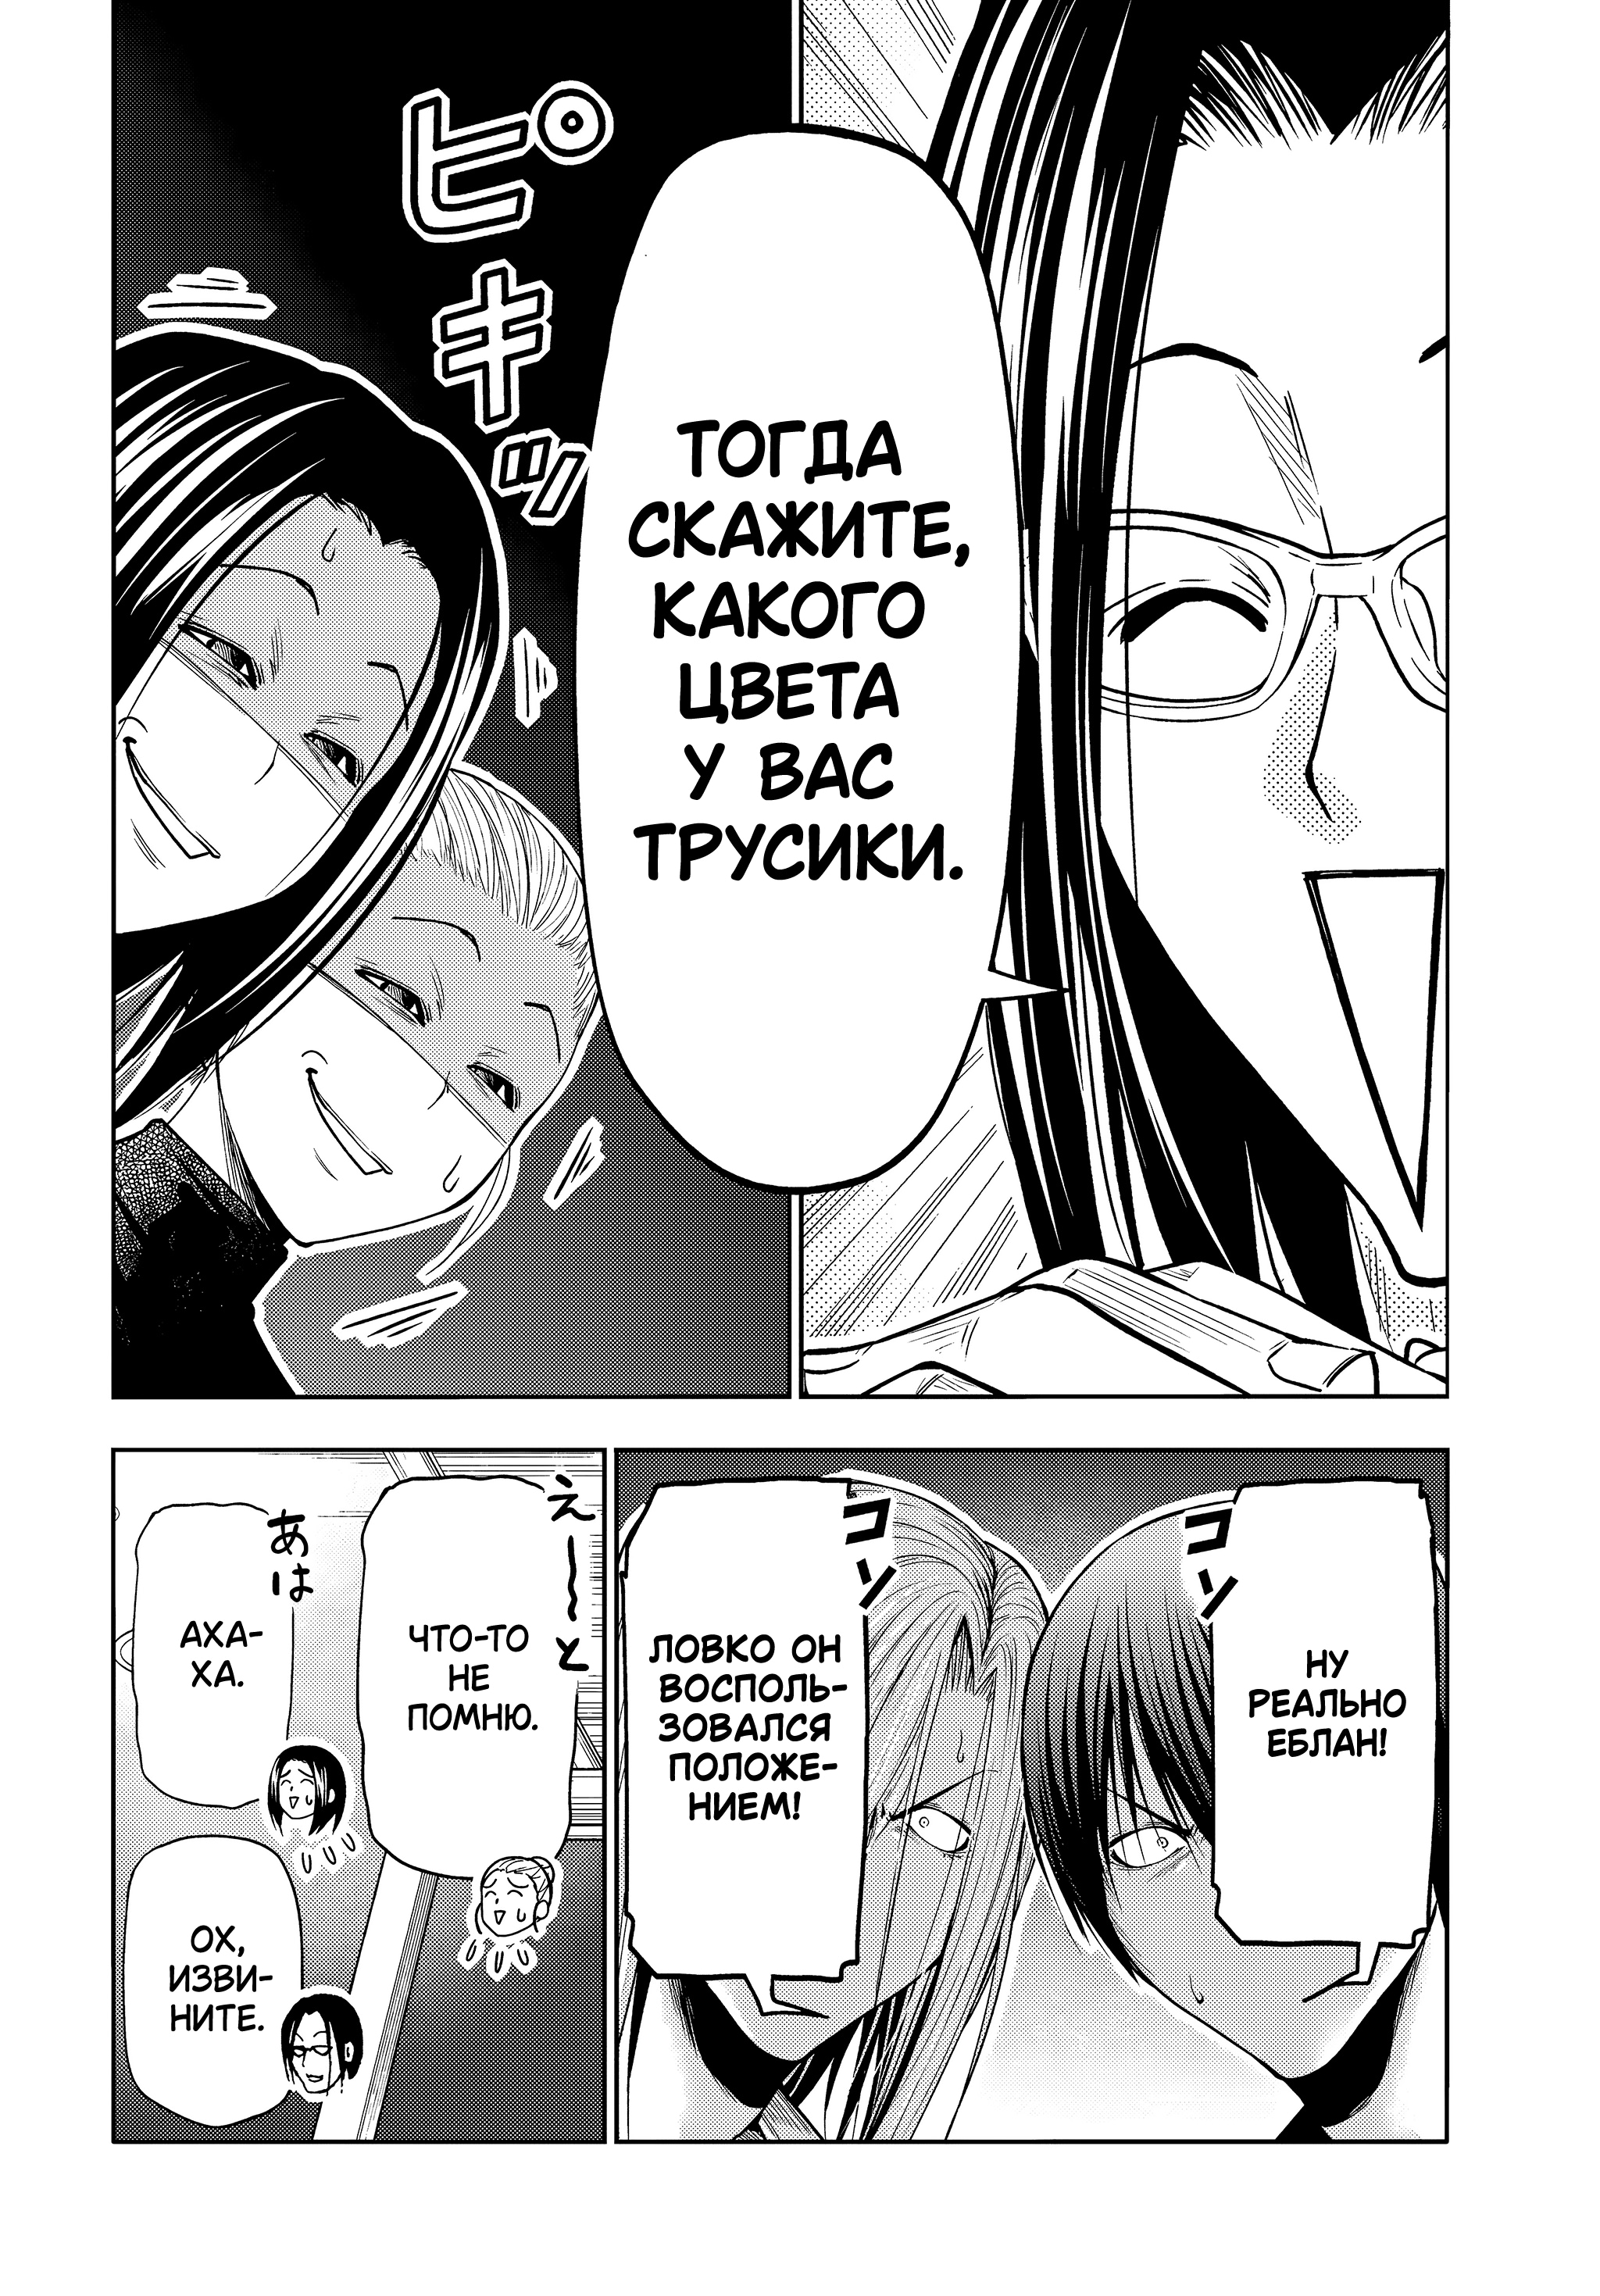 ТОГДА
СКАЖИТЕ,
КАКОГО
ЦВЕТА
У ВАС
ТРУСИКИ.
ピキッ
НУ
РЕАЛЬНО
ЕБЛАН!
コソ
ЛОВКО ОН
ВОСПОЛЬ-
ЗОВАЛСЯ
ПОЛОЖЕ-
НИЕМ!
コソ
え〜〜と
ЧТО-ТО
НЕ
ПОМНЮ.
あは
АХА-
ХА.
ОХ,
ИЗВИ-
НИТЕ.